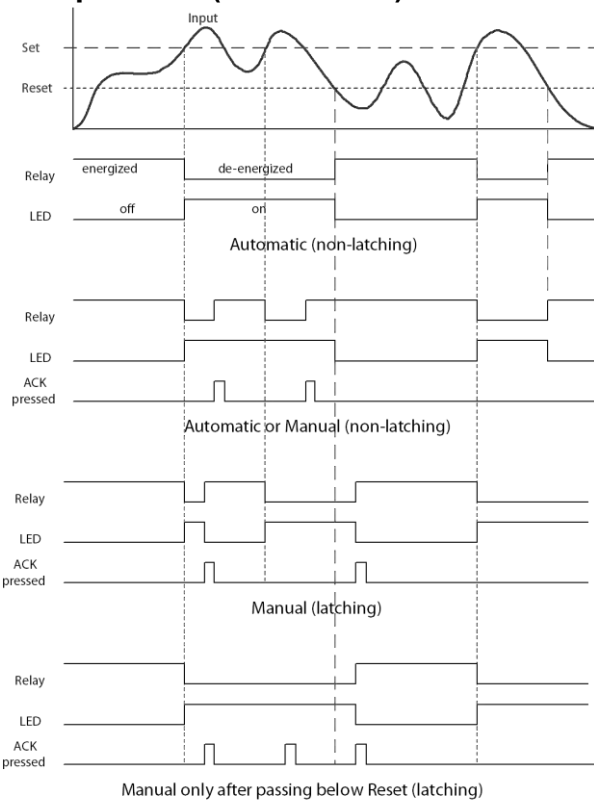 Input
Set
Reset
Relay energized de-energized
LED off on
Automatic (non-latching)
Relay
LED
ACK
pressed
Automatic or Manual (non-latching)
Relay
LED
ACK
pressed
Manual (latching)
Relay
LED
ACK
pressed
Manual only after passing below Reset (latching)